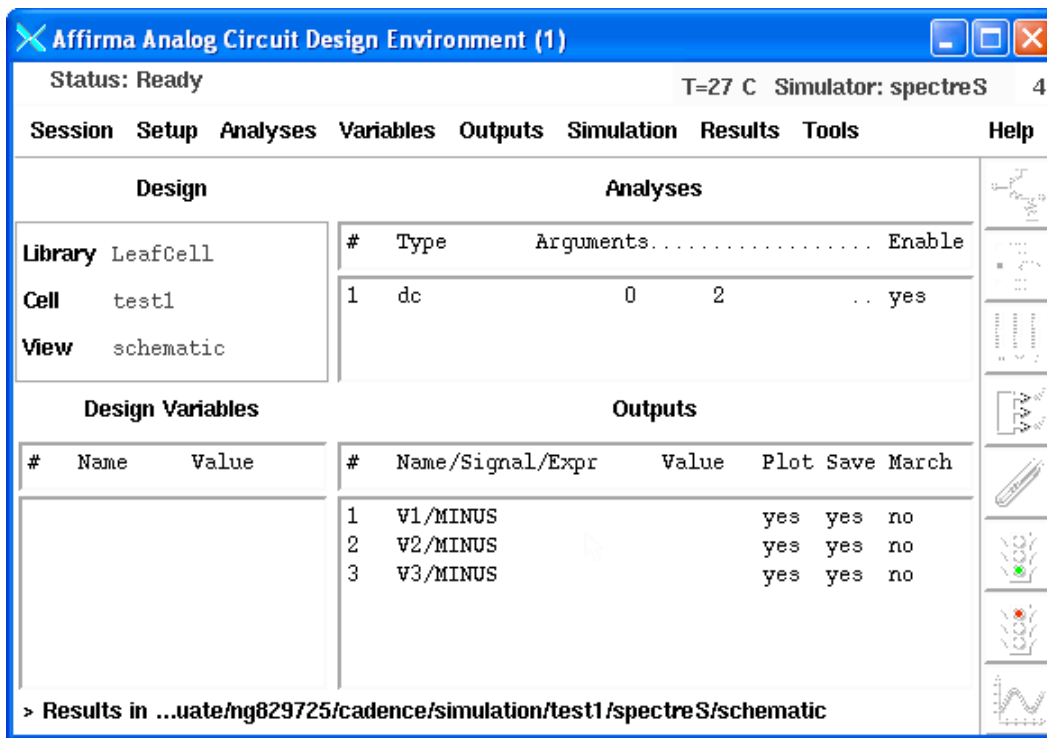 Affirma Analog Circuit Design Environment (1)
Status: Ready
T=27 C Simulator: spectreS 4
Session Setup Analyses Variables Outputs Simulation Results Tools Help
Design
Analyses
Library LeafCell
Cell test1
View schematic
# Type Arguments.................. Enable
1 dc 0 2 .. yes
Design Variables
Outputs
# Name Value
# Name/Signal/Expr Value Plot Save March
1 V1/MINUS yes yes no
2 V2/MINUS yes yes no
3 V3/MINUS yes yes no
> Results in ...uate/ng829725/cadence/simulation/test1/spectreS/schematic